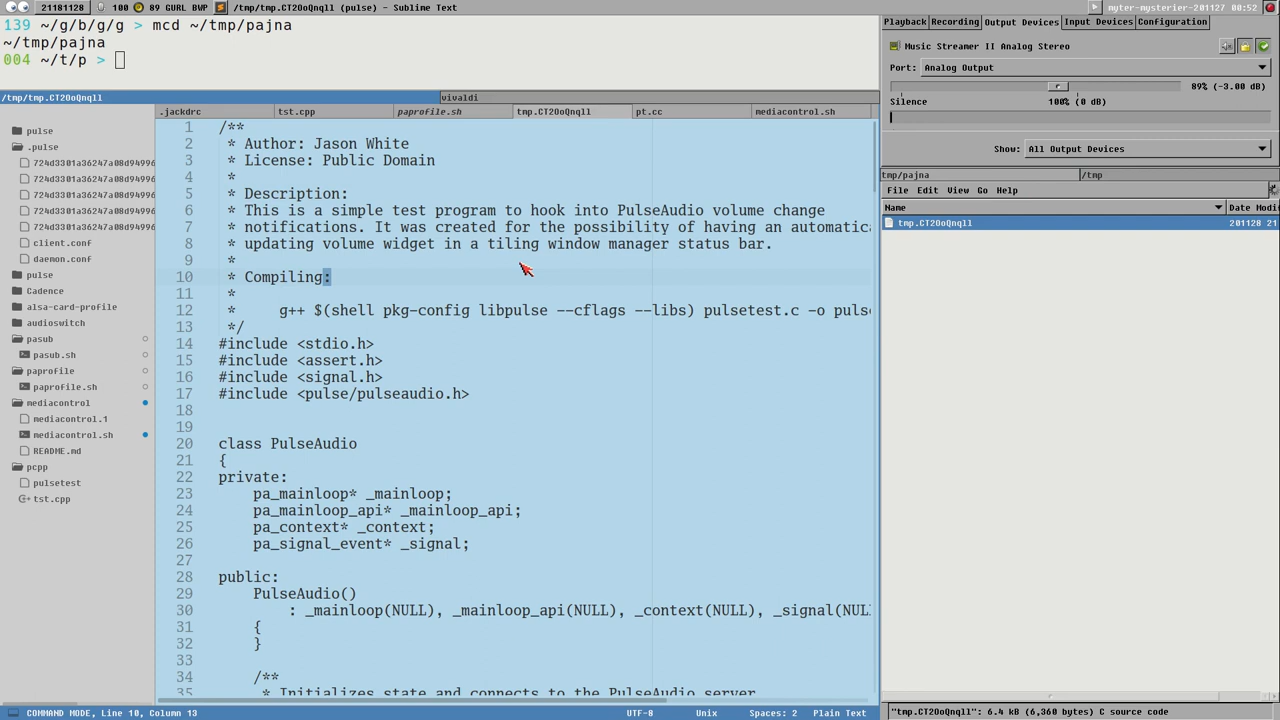 21181128 100 89 GURL BWP /tmp/tmp.CT20oQnqll (pulse) - Sublime Text
myter-mysterier-201127 00:52
139 ~/g/b/g/g > mcd ~/tmp/pajna
~/tmp/pajna
004 ~/t/p >
/tmp/tmp.CT20oQnqll
vivaldi
.jackdrc
tst.cpp
paprofile.sh
tmp.CT20oQnqll
pt.cc
mediacontrol.sh
pulse
.pulse
724d3301a36247a08d94996
724d3301a36247a08d94996
724d3301a36247a08d94996
724d3301a36247a08d94996
724d3301a36247a08d94996
client.conf
daemon.conf
pulse
Cadence
alsa-card-profile
audioswitch
pasub
pasub.sh
paprofile
paprofile.sh
mediacontrol
mediacontrol.1
mediacontrol.sh
README.md
pcpp
pulsetest
tst.cpp
1 /**
2 * Author: Jason White
3 * License: Public Domain
4 *
5 * Description:
6 * This is a simple test program to hook into PulseAudio volume change
7 * notifications. It was created for the possibility of having an automatica
8 * updating volume widget in a tiling window manager status bar.
9 *
10 * Compiling:
11 *
12 * g++ $(shell pkg-config libpulse --cflags --libs) pulsetest.c -o puls
13 */
14 #include <stdio.h>
15 #include <assert.h>
16 #include <signal.h>
17 #include <pulse/pulseaudio.h>
18
19
20 class PulseAudio
21 {
22 private:
23 pa_mainloop* _mainloop;
24 pa_mainloop_api* _mainloop_api;
25 pa_context* _context;
26 pa_signal_event* _signal;
27
28 public:
29 PulseAudio()
30 : _mainloop(NULL), _mainloop_api(NULL), _context(NULL), _signal(NUL
31 {
32 }
33
34 /**
35 * Initializes state and connects to the PulseAudio server
COMMAND MODE, Line 10, Column 13
UTF-8
Unix
Spaces: 2
Plain Text
Playback Recording Output Devices Input Devices Configuration
Music Streamer II Analog Stereo
Port: Analog Output
89% (-3.00 dB)
Silence 100% (0 dB)
Show: All Output Devices
tmp/pajna
/tmp
File Edit View Go Help
Name
Date Modi
tmp.CT20oQnqll 201128 21
"tmp.CT20oQnqll": 6.4 kB (6,360 bytes) C source code